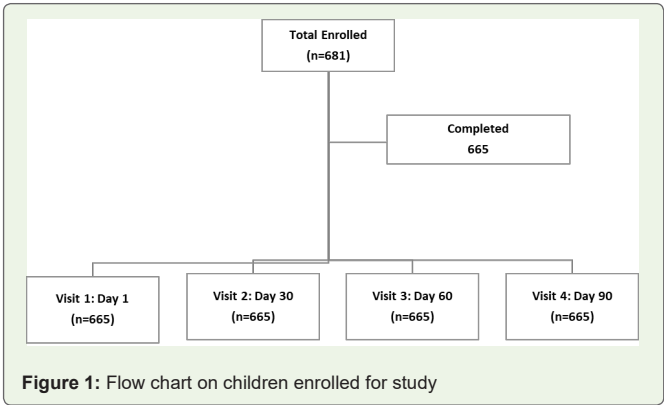 Total Enrolled
(n=681)
Completed
665
Visit 1: Day 1
(n=665)
Visit 2: Day 30
(n=665)
Visit 3: Day 60
(n=665)
Visit 4: Day 90
(n=665)
Figure 1: Flow chart on children enrolled for study